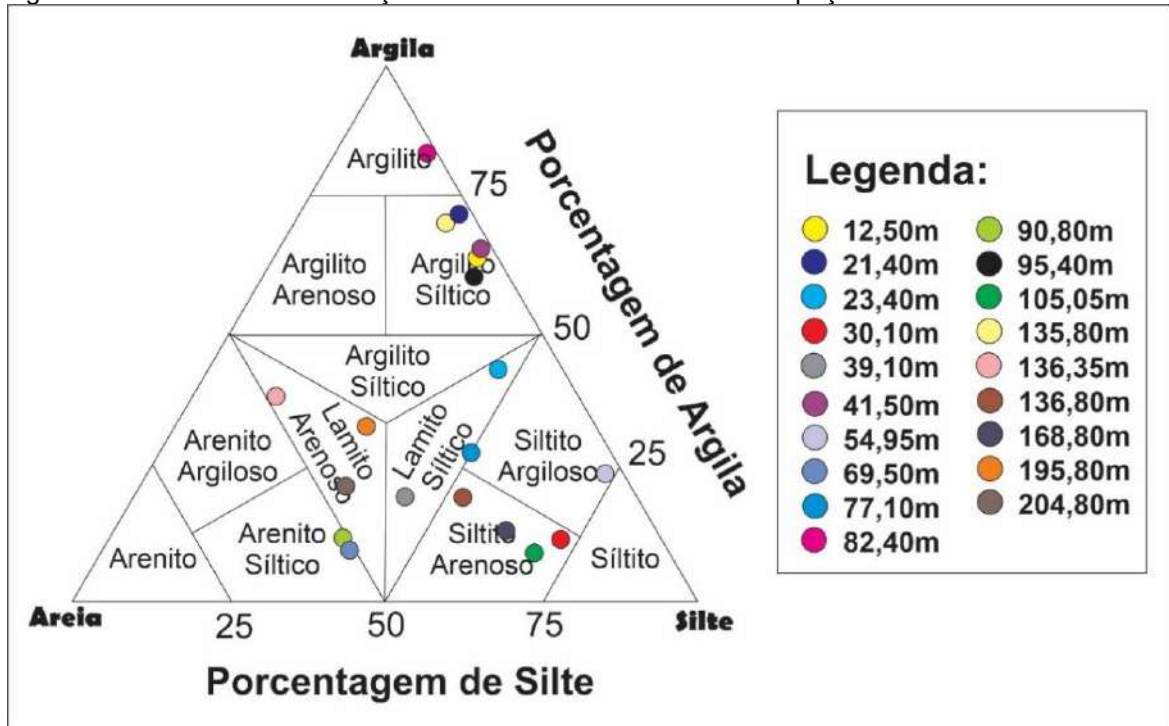 Argila
Argilito
75
Porcentagem de Argila
Argilito
Arenoso
Argilito
Síltico
50
Argilito
Síltico
Lamito
Arenoso
Lamito
Síltico
Arenito
Argiloso
Siltito
Argiloso
25
Arenito
Arenito
Síltico
Siltito
Arenoso
Síltito
Areia
25
50
75
Silte
Porcentagem de Silte
Legenda:
12,50m
21,40m
23,40m
30,10m
39,10m
41,50m
54,95m
69,50m
77,10m
82,40m
90,80m
95,40m
105,05m
135,80m
136,35m
136,80m
168,80m
195,80m
204,80m